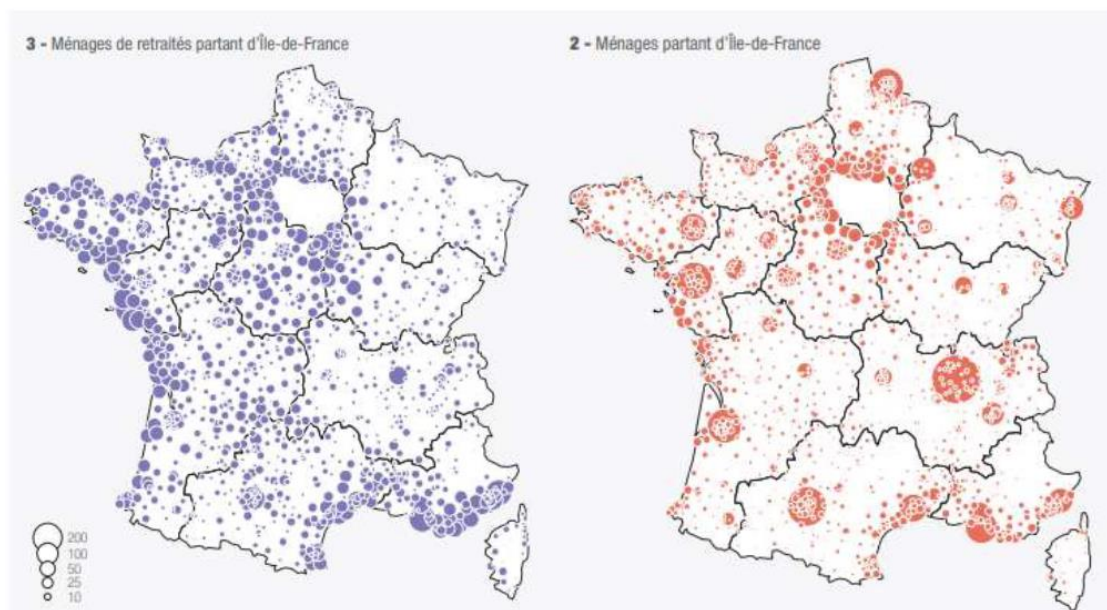 3 - Ménages de retraités partant d'Île-de-France
2 - Ménages partant d'Île-de-France
200
100
50
25
10